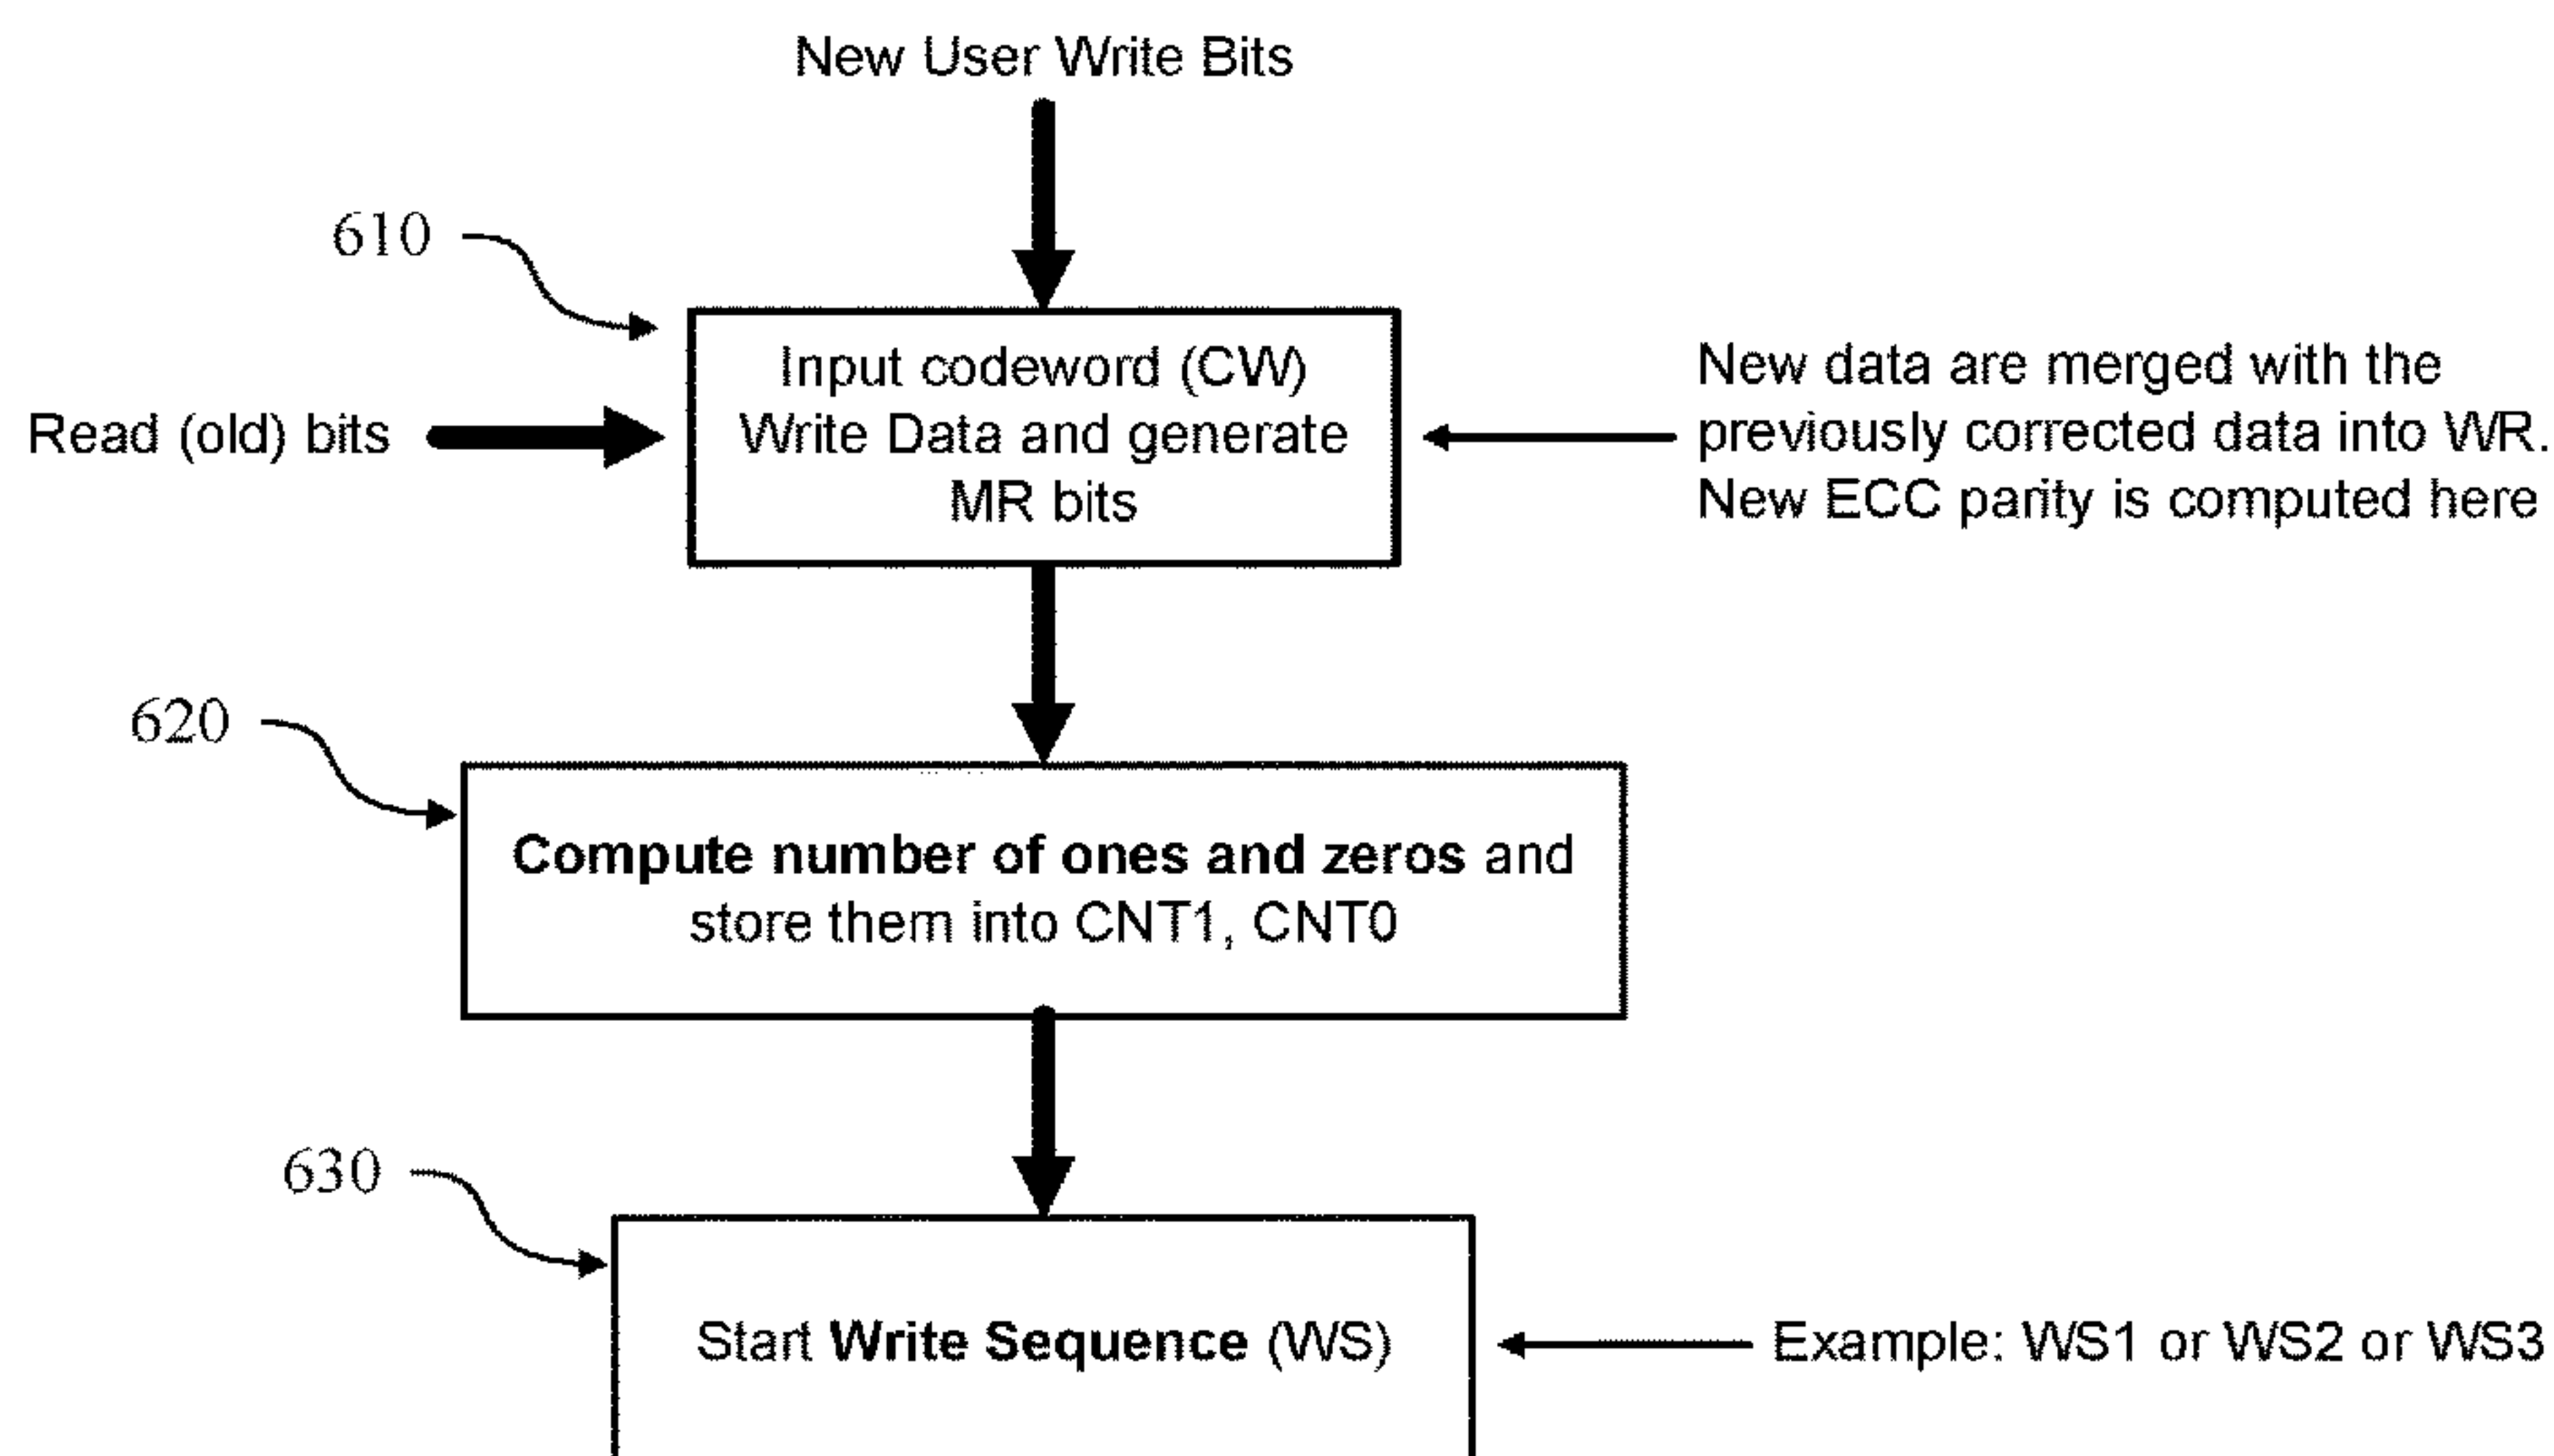 New User Write Bits
610
Input codeword (CW)
Write Data and generate
MR bits
Read (old) bits
New data are merged with the
previously corrected data into WR.
New ECC parity is computed here
620
Compute number of ones and zeros and
store them into CNT1, CNT0
630
Start Write Sequence (WS)
Example: WS1 or WS2 or WS3